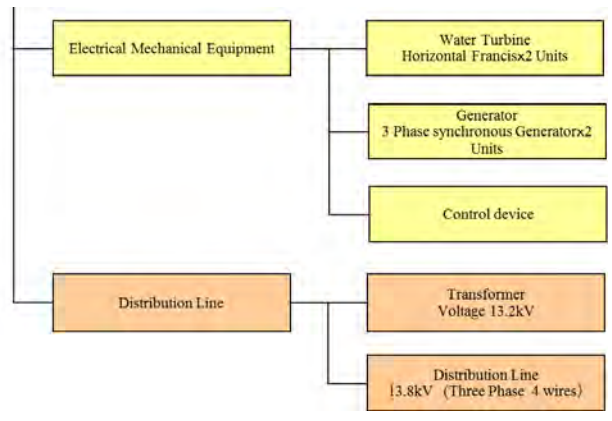 Electrical Mechanical Equipment
Water Turbine
Horizontal Francis×2 Units
Generator
3 Phase synchronous Generator×2
Units
Control device
Distribution Line
Transformer
Voltage 13.2kV
Distribution Line
13.8kV (Three Phase 4 wires)